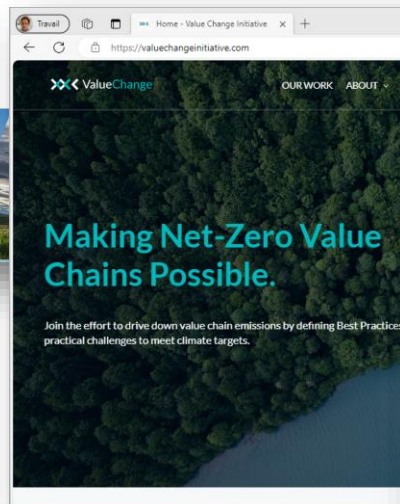 Travail
Home - Value Change Initiative
https://valuechangeinitiative.com
ValueChange
OUR WORK ABOUT
Making Net-Zero Value
Chains Possible.
Join the effort to drive down value chain emissions by defining Best Practices
practical challenges to meet climate targets.